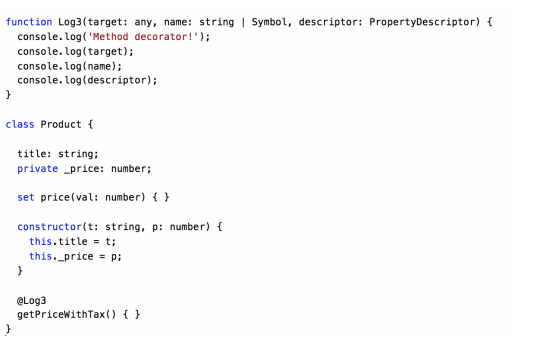 function Log3(target: any, name: string | Symbol, descriptor: PropertyDescriptor) {
  console.log('Method decorator!');
  console.log(target);
  console.log(name);
  console.log(descriptor);
}

class Product {

  title: string;
  private _price: number;

  set price(val: number) { }

  constructor(t: string, p: number) {
    this.title = t;
    this._price = p;
  }

  @Log3
  getPriceWithTax() { }
}